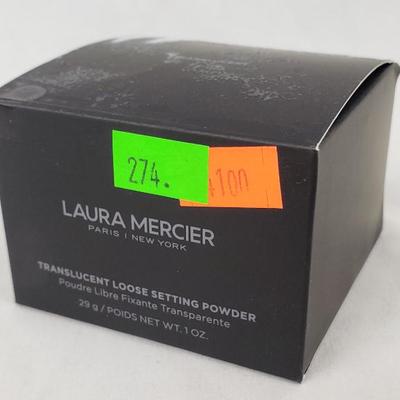 274.
100
LAURA MERCIER
PARIS | NEW YORK
TRANSLUCENT LOOSE SETTING POWDER
Poudre Libre Fixante Transparente
29 g / POIDS NET WT. 1 OZ.